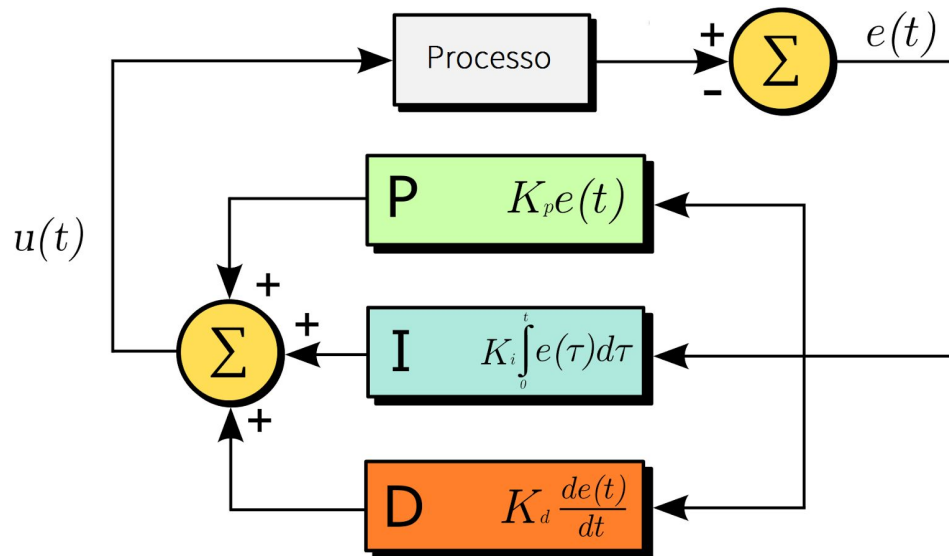 Processo
+
-
Σ
e(t)
P K_p e(t)
u(t)
+
+
Σ
I K_i ∫_0^t e(τ)dτ
+
D K_d de(t)/dt